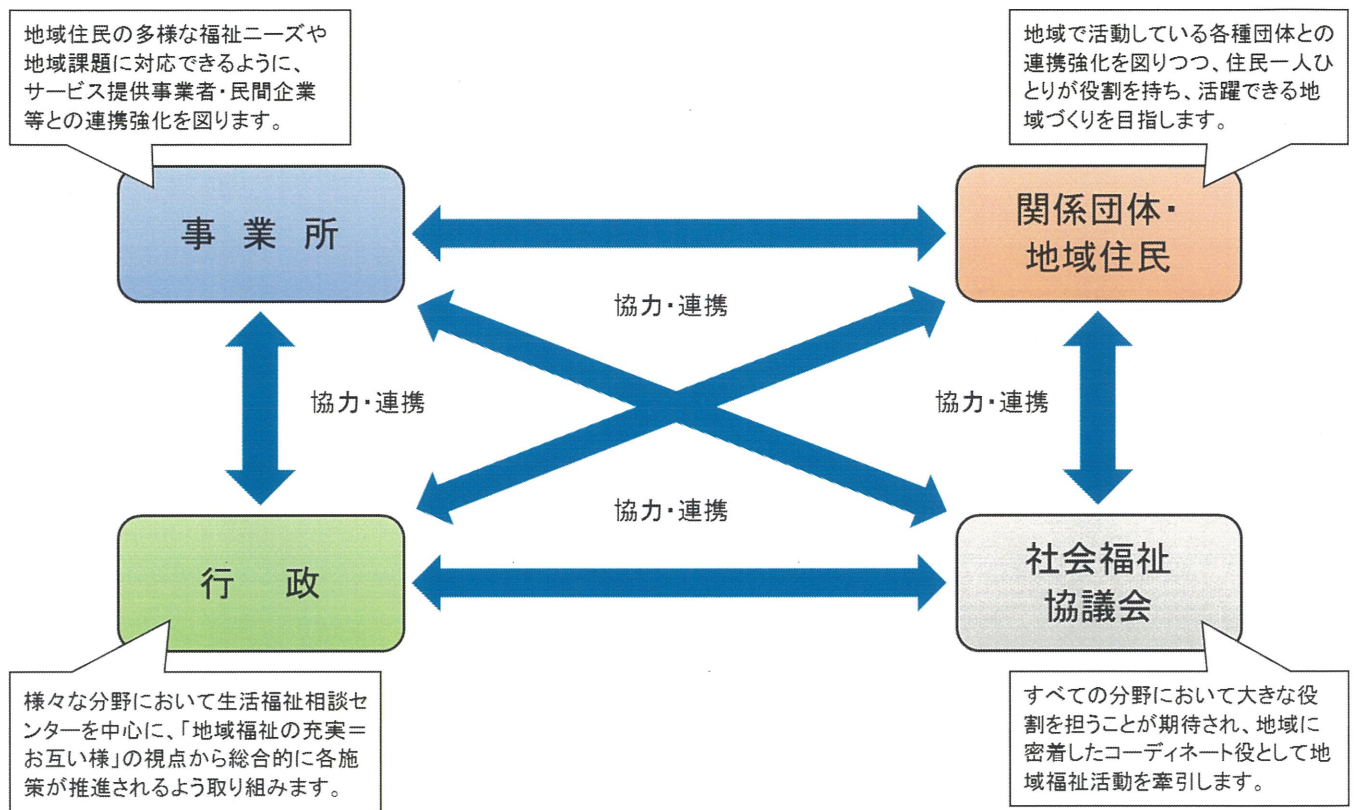 地域住民の多様な福祉ニーズや
地域課題に対応できるように、
サービス提供事業者・民間企業
等との連携強化を図ります。
地域で活動している各種団体との
連携強化を図りつつ、住民一人ひ
とりが役割を持ち、活躍できる地
域づくりを目指します。
事業所
関係団体・
地域住民
協力・連携
協力・連携
協力・連携
協力・連携
行政
社会福祉
協議会
様々な分野において生活福祉相談セ
ンターを中心に、「地域福祉の充実＝
お互い様」の視点から総合的に各施
策が推進されるよう取り組みます。
すべての分野において大きな役
割を担うことが期待され、地域に
密着したコーディネート役として地
域福祉活動を牽引します。